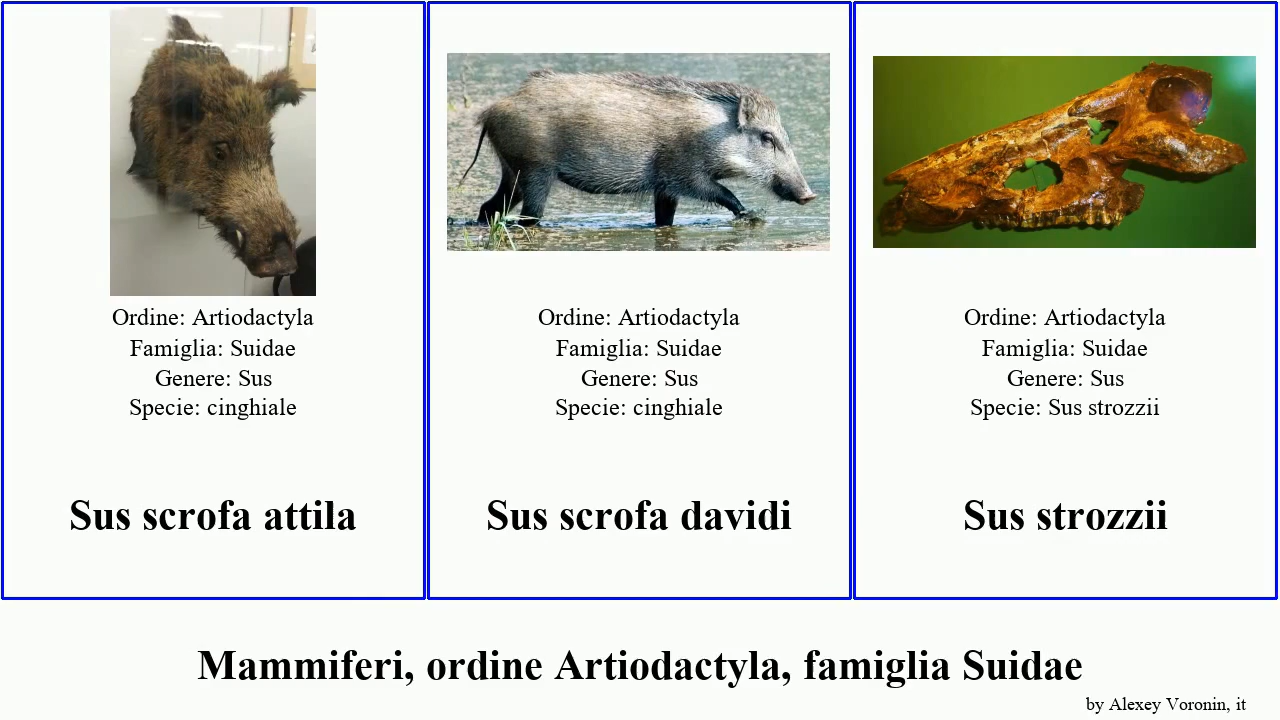 Ordine: Artiodactyla
Famiglia: Suidae
Genere: Sus
Specie: cinghiale
Sus scrofa attila
Ordine: Artiodactyla
Famiglia: Suidae
Genere: Sus
Specie: cinghiale
Sus scrofa davidi
Ordine: Artiodactyla
Famiglia: Suidae
Genere: Sus
Specie: Sus strozzii
Sus strozzii
Mammiferi, ordine Artiodactyla, famiglia Suidae
by Alexey Voronin, it